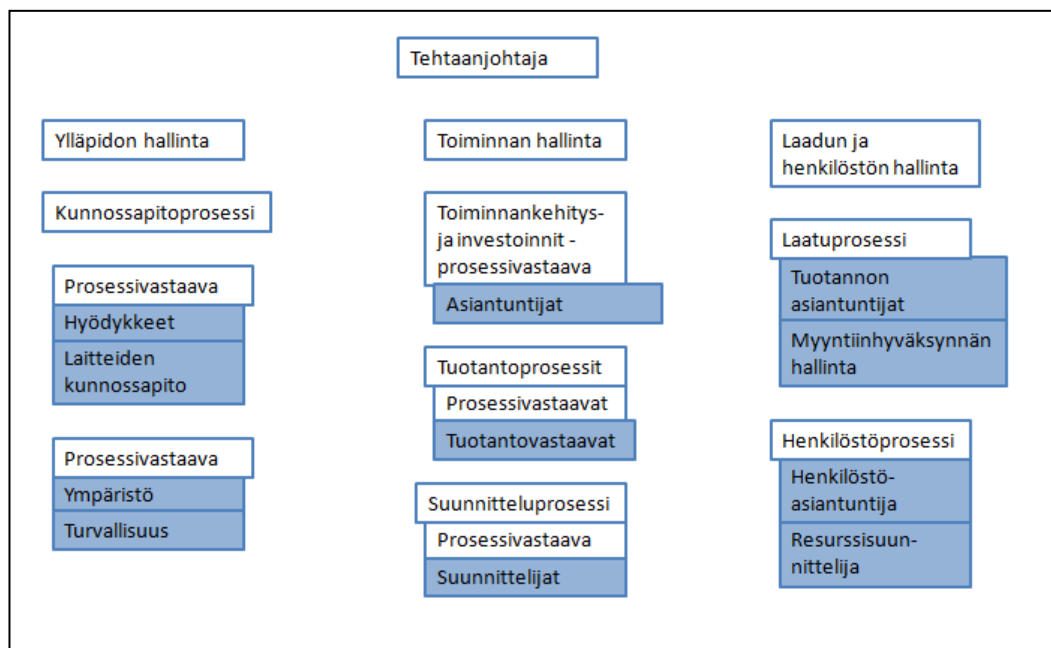 Tehtaanjohtaja
Ylläpidon hallinta
Kunnossapitoprosessi
Prosessivastaava
Hyödykkeet
Laitteiden
kunnossapito
Prosessivastaava
Ympäristö
Turvallisuus
Toiminnan hallinta
Toiminnankehitys-
ja investoinnit -
prosessivastaava
Asiantuntijat
Tuotantoprosessit
Prosessivastaavat
Tuotantovastaavat
Suunnitteluprosessi
Prosessivastaava
Suunnittelijat
Laadun ja
henkilöstön hallinta
Laatuprosessi
Tuotannon
asiantuntijat
Myyntiinhyväksynnän
hallinta
Henkilöstöprosessi
Henkilöstö-
asiantuntija
Resurssisuun-
nittelija